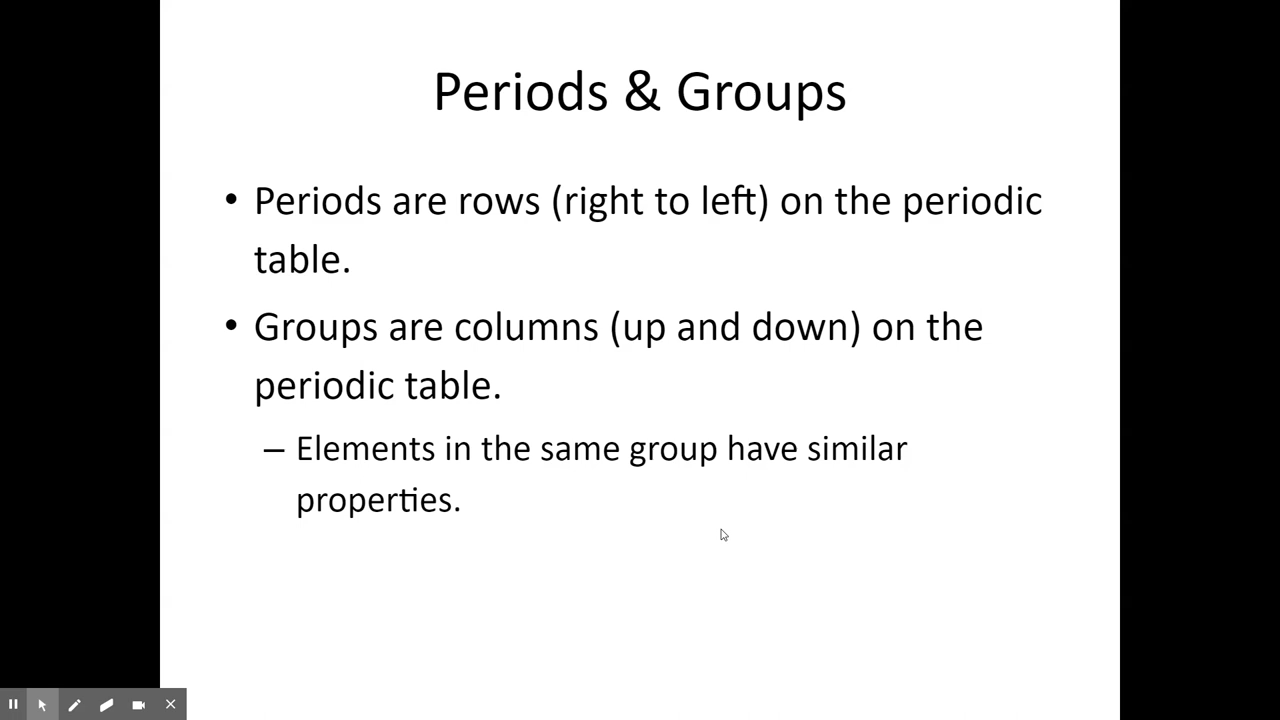 Periods & Groups
• Periods are rows (right to left) on the periodic
table.
• Groups are columns (up and down) on the
periodic table.
– Elements in the same group have similar
properties.